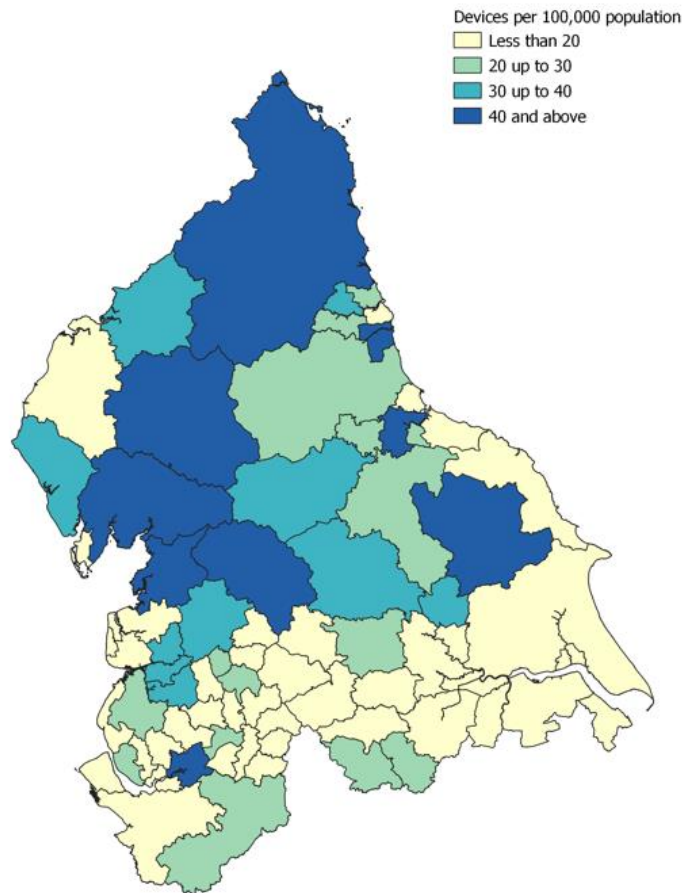 Devices per 100,000 population
Less than 20
20 up to 30
30 up to 40
40 and above